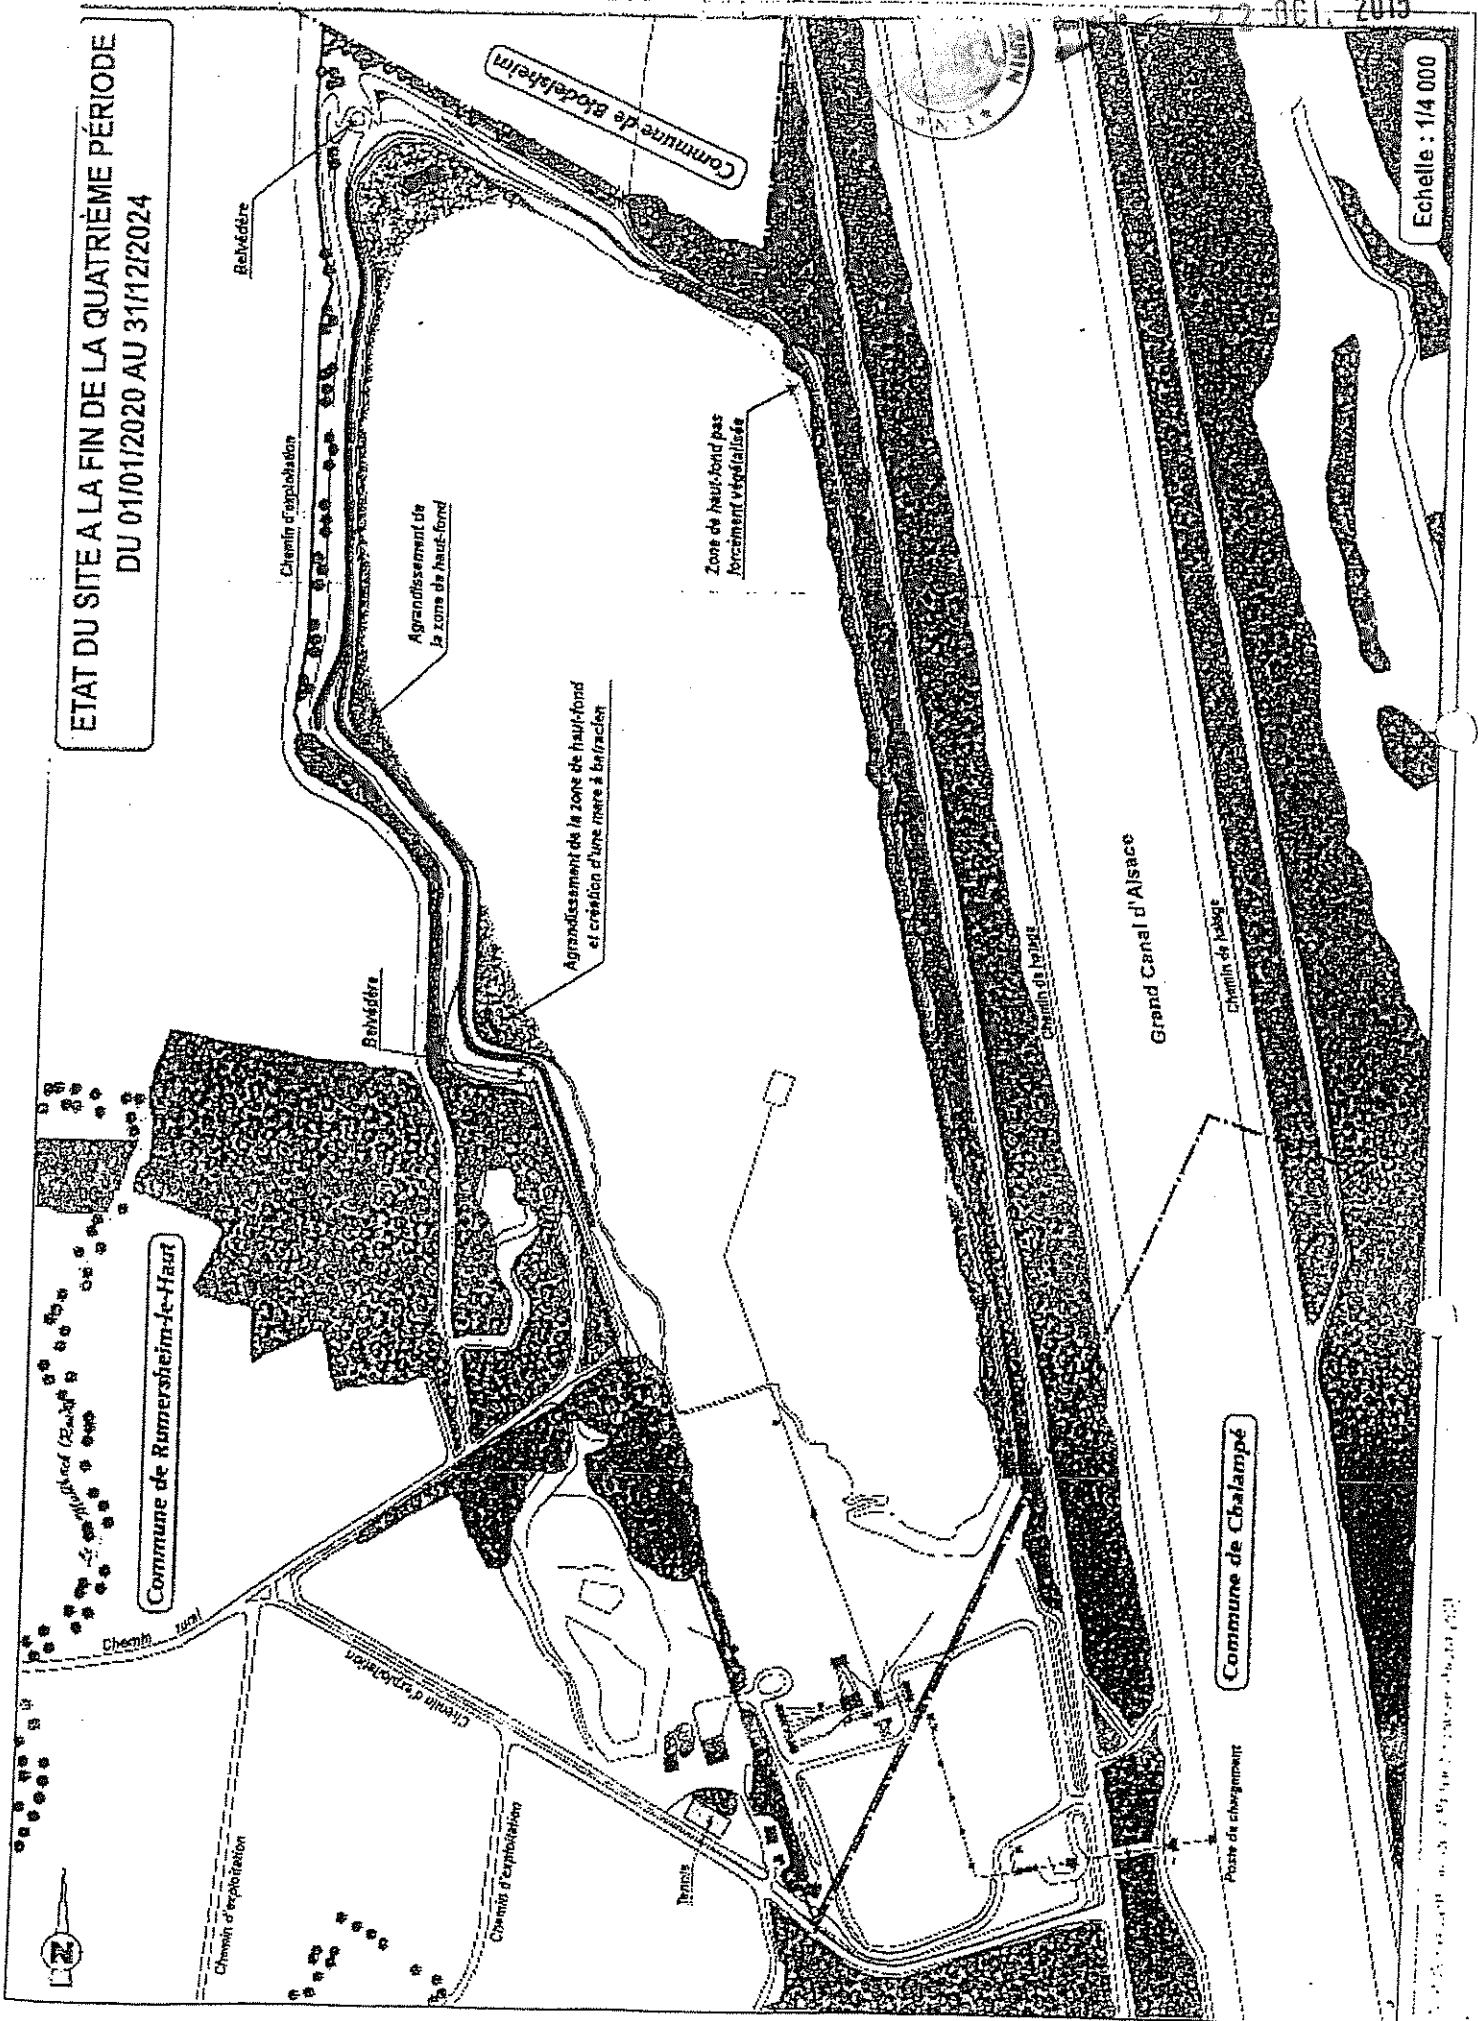 22 OCT. 2013
ETAT DU SITE A LA FIN DE LA QUATRIÈME PÉRIODE
DU 01/01/2020 AU 31/12/2024
Belvédère
Commune de Blodelsheim
Chemin d'exploitation
Agrandissement de
la zone de haut-fond
Zone de haut-fond pas
forcément végétalisée
Agrandissement de la zone de haut-fond
et création d'une mare à batracien
Belvédère
Commune de Rumersheim-le-Haut
Chemin rural
Chemin d'exploitation
Chemin d'exploitation
Chemin d'exploitation
Tennis
Chemin de halage
Grand Canal d'Alsace
Chemin de halage
Commune de Chalampé
Poste de chargement
Echelle : 1/4 000